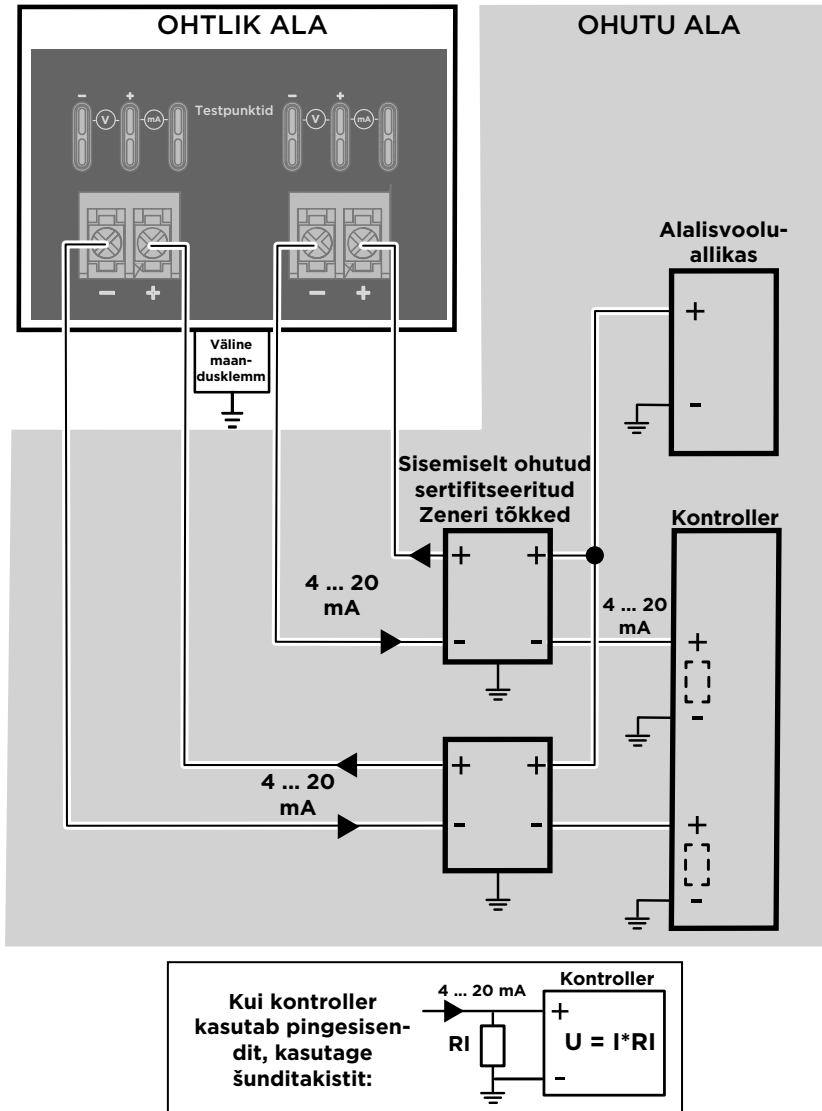 OHTLIK ALA
OHUTU ALA
- +
V mA
Testpunktid
- +
V mA
- +
- +
Väline
maan-
dusklemm
Alalisvoolu-
allikas
+
-
Sisemiselt ohutud
sertifitseeritud
Zeneri tõkked
Kontroller
+ +
4 ... 20
mA
4 ... 20
mA
- -
+
-
+ +
4 ... 20
mA
- -
+
-
Kui kontroller
kasutab pingesisen-
dit, kasutage
šunditakistit:
4 ... 20 mA
Kontroller
+
RI
U = I*RI
-